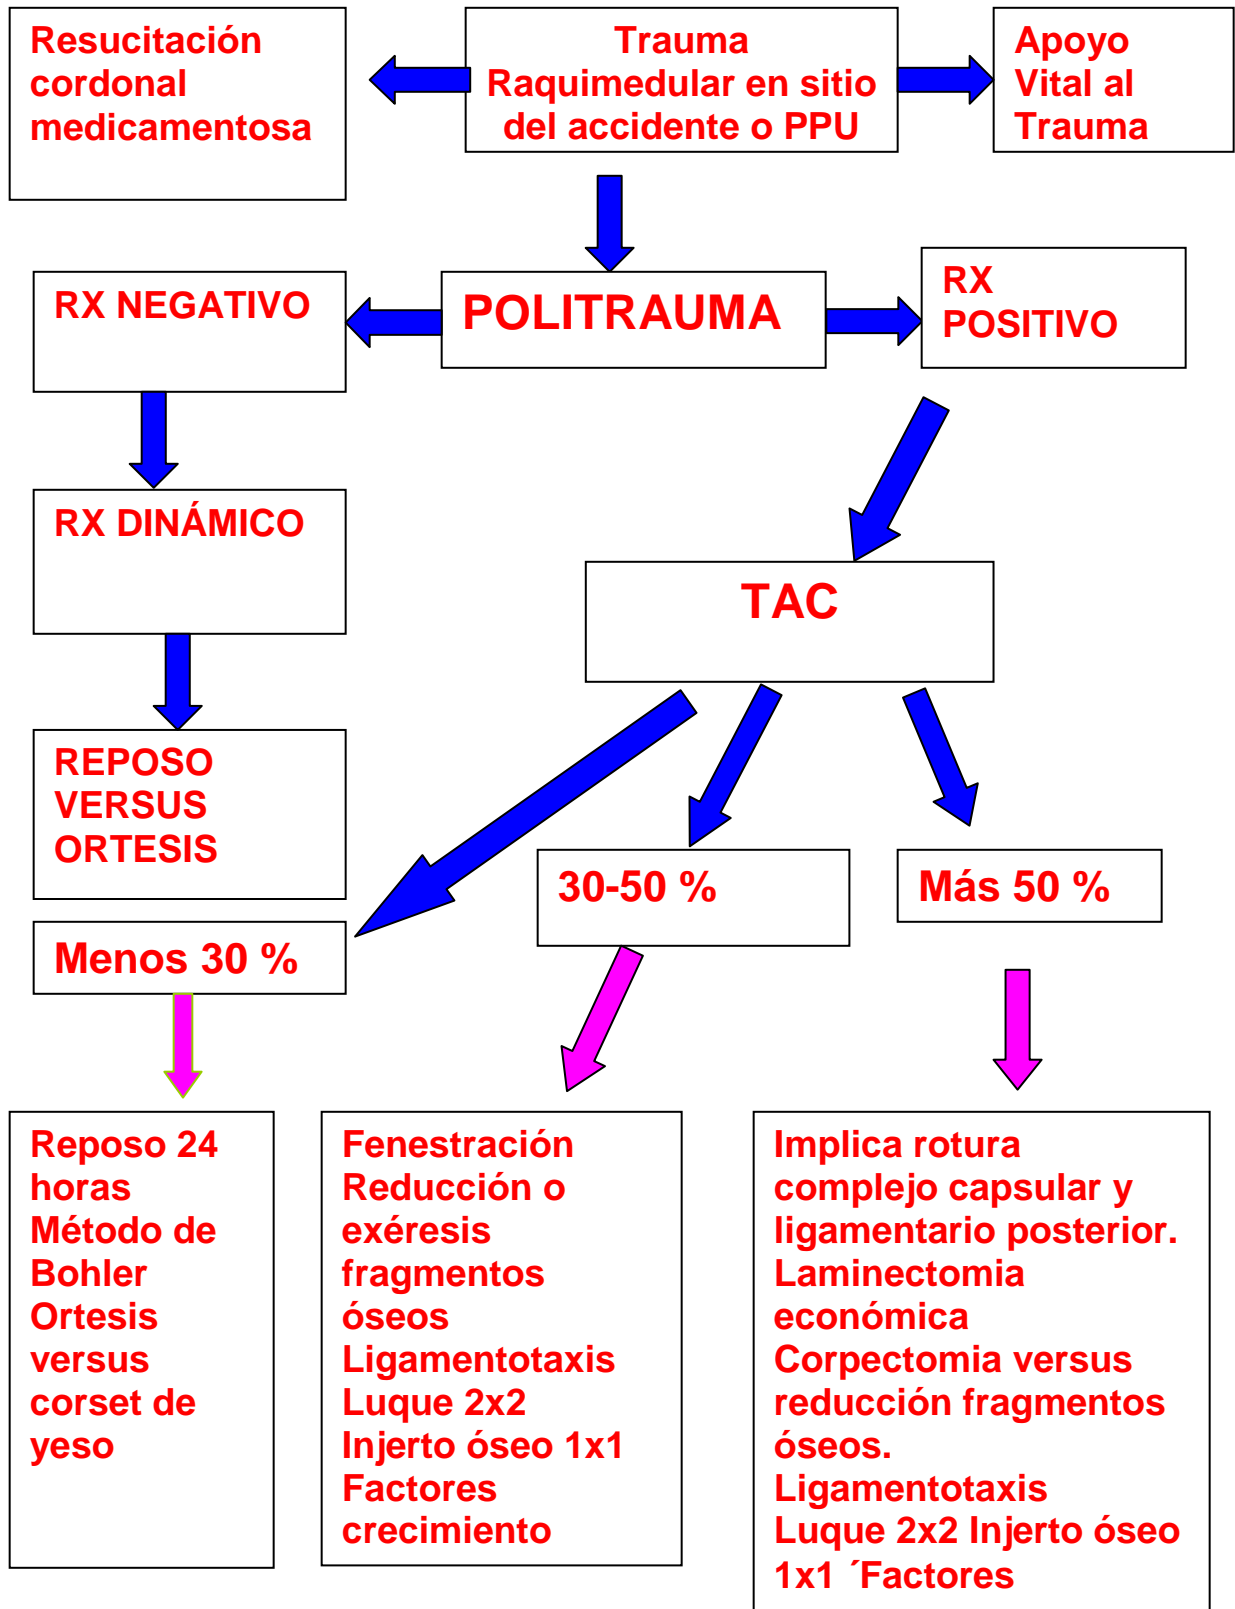 Resucitación
cordonal
medicamentosa
Trauma
Raquimedular en sitio
del accidente o PPU
Apoyo
Vital al
Trauma
RX NEGATIVO
POLITRAUMA
RX
POSITIVO
RX DINÁMICO
TAC
REPOSO
VERSUS
ORTESIS
30-50 %
Más 50 %
Menos 30 %
Reposo 24
horas
Método de
Bohler
Ortesis
versus
corset de
yeso
Fenestración
Reducción o
exéresis
fragmentos
óseos
Ligamentotaxis
Luque 2x2
Injerto óseo 1x1
Factores
crecimiento
Implica rotura
complejo capsular y
ligamentario posterior.
Laminectomia
económica
Corpectomia versus
reducción fragmentos
óseos.
Ligamentotaxis
Luque 2x2 Injerto óseo
1x1 ´Factores